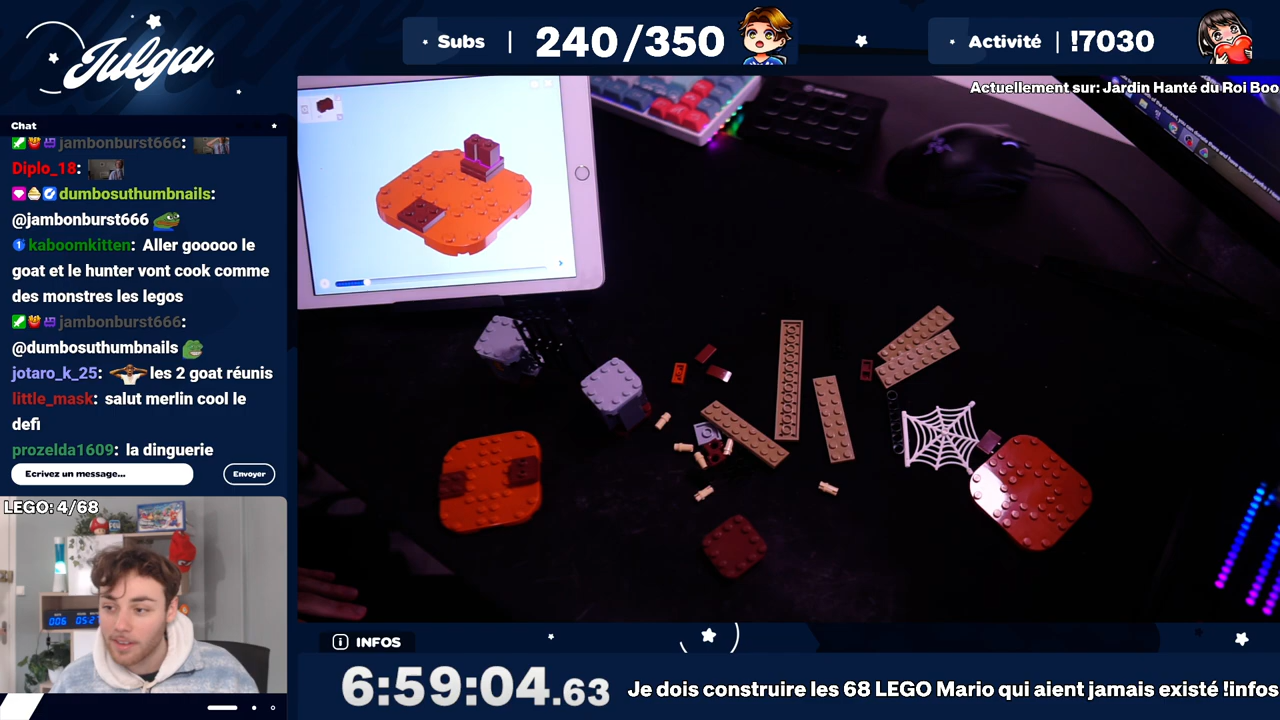 Julgan
Subs | 240/350
Activité | !7030
Actuellement sur: Jardin Hanté du Roi Boo
Chat
jambonburst666:
Diplo_18:
dumbosuthumbnails:
@jambonburst666
kaboomkitten: Aller gooooo le
goat et le hunter vont cook comme
des monstres les legos
jambonburst666:
@dumbosuthumbnails
jotaro_k_25: les 2 goat réunis
little_mask: salut merlin cool le
defi
prozelda1609: la dinguerie
Ecrivez un message...
Envoyer
LEGO: 4/68
INFOS
6:59:04.63
Je dois construire les 68 LEGO Mario qui aient jamais existé !infos